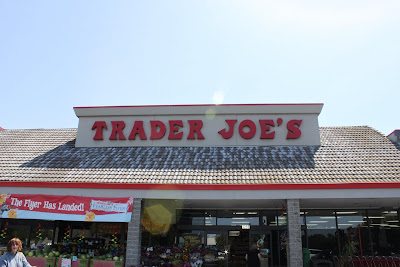 TRADER JOE'S
The Flyer Has Landed!